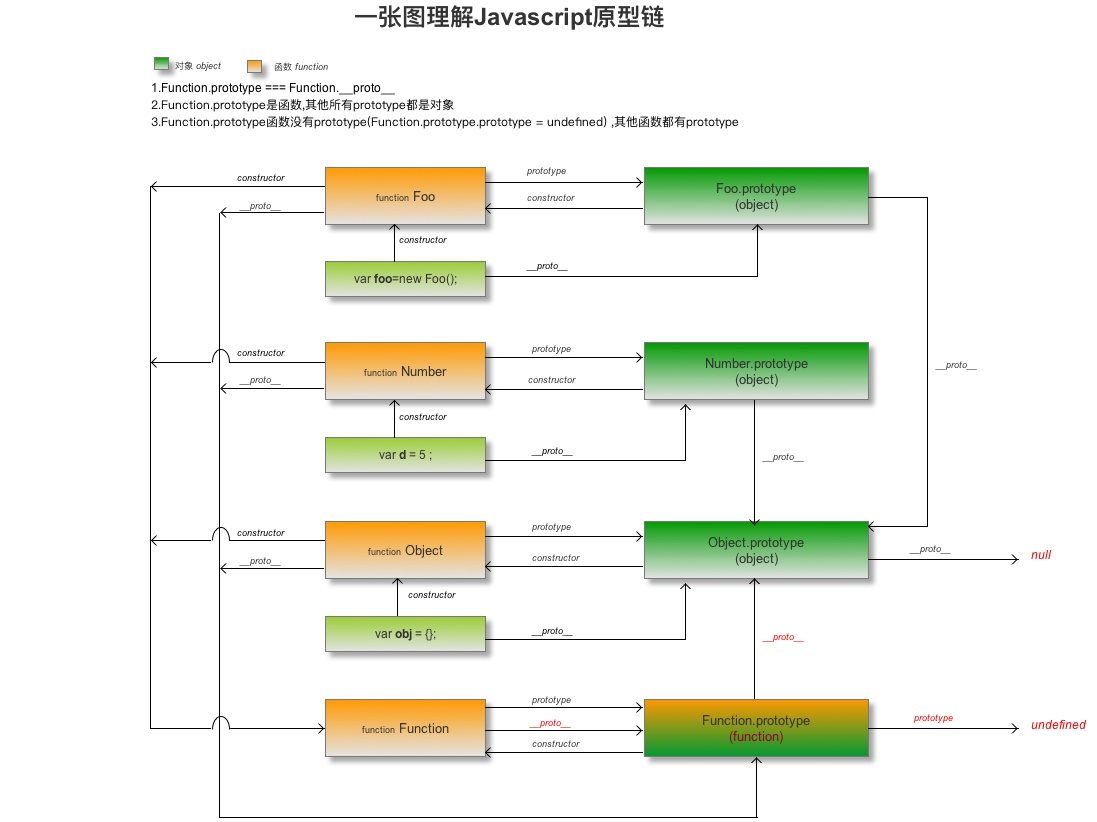 一张图理解Javascript原型链
对象 object 函数 function
1.Function.prototype === Function.__proto__
2.Function.prototype是函数,其他所有prototype都是对象
3.Function.prototype函数没有prototype(Function.prototype.prototype = undefined) ,其他函数都有prototype
constructor
__proto__
function Foo
prototype
constructor
Foo.prototype
(object)
constructor
var foo=new Foo();
__proto__
__proto__
constructor
__proto__
function Number
prototype
constructor
Number.prototype
(object)
constructor
var d = 5 ;
__proto__
__proto__
constructor
__proto__
function Object
prototype
constructor
Object.prototype
(object)
__proto__
null
constructor
var obj = {};
__proto__
__proto__
function Function
prototype
__proto__
constructor
Function.prototype
(function)
prototype
undefined